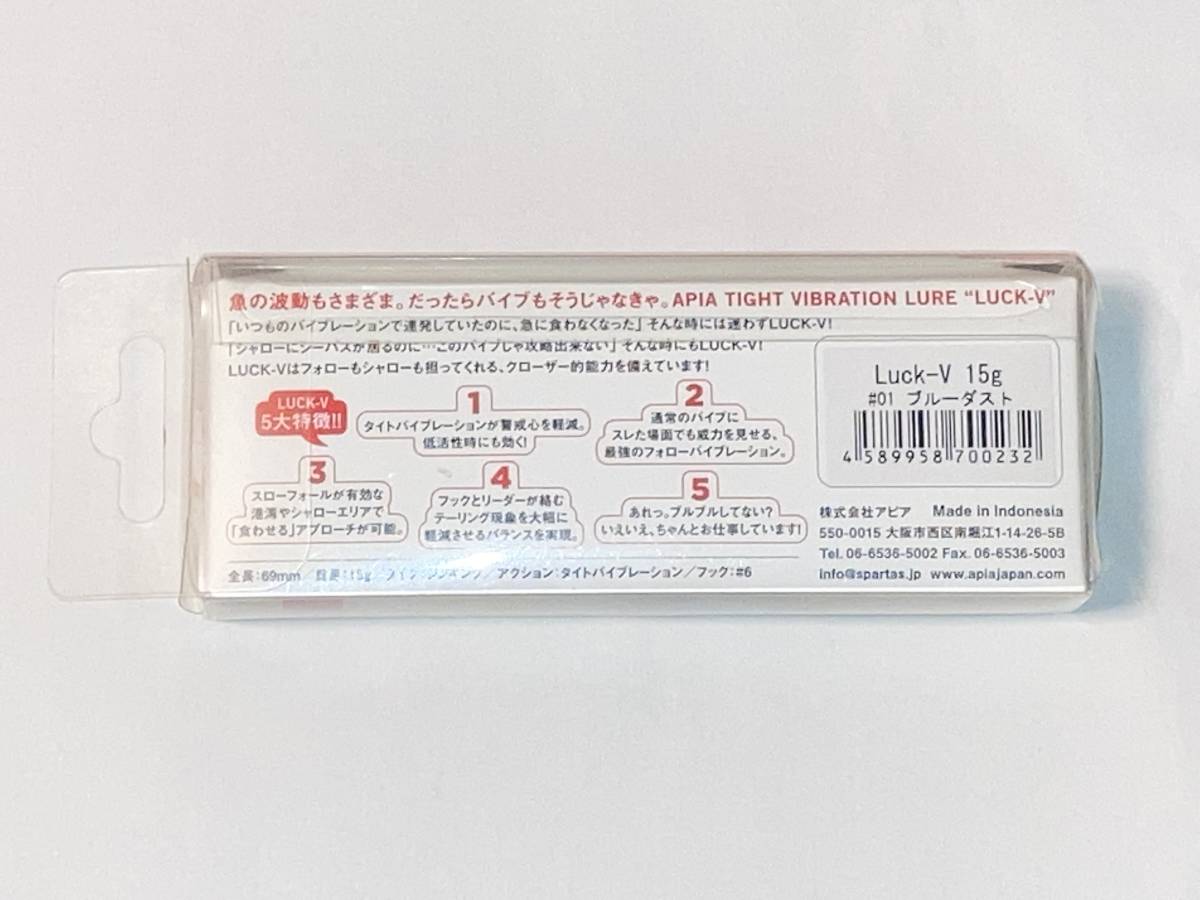 魚の波動もさまざま。だったらバイブもそうじゃなきゃ。APIA TIGHT VIBRATION LURE “LUCK-V”
「いつものバイブレーションで連発していたのに、急に食わなくなった」そんな時には迷わずLUCK-V!
「シャローにシーバスが居るのに…このバイブじゃ攻略出来ない」そんな時にもLUCK-V!
LUCK-Vはフォローもシャローも担ってくれる、クローザー的能力を備えています!
LUCK-V
5大特徴!!
1
タイトバイブレーションが警戒心を軽減。
低活性時にも効く!
2
通常のバイブに
スレた場面でも威力を見せる、
最強のフォローバイブレーション。
3
スローフォールが有効な
港湾やシャローエリアで
「食わせる」アプローチが可能。
4
フックとリーダーが絡む
テーリング現象を大幅に
軽減させるバランスを実現。
5
あれっ。ブルブルしてない?
いえいえ、ちゃんとお仕事しています!
全長:69mm 質量:15g/タイプ:シンキング/アクション:タイトバイブレーション/フック:#6
Luck-V 15g
#01 ブルーダスト
4 589958 700232
株式会社アピア Made in Indonesia
550-0015 大阪市西区南堀江1-14-26-5B
Tel. 06-6536-5002 Fax. 06-6536-5003
info@spartas.jp www.apiajapan.com